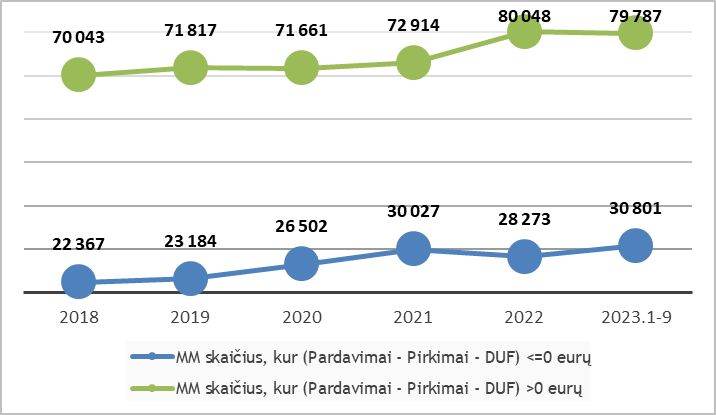 70 043 71 817 71 661 72 914 80 048 79 787
22 367 23 184 26 502 30 027 28 273 30 801
2018 2019 2020 2021 2022 2023.1-9
MM skaičius, kur (Pardavimai - Pirkimai - DUF) <=0 eurų
MM skaičius, kur (Pardavimai - Pirkimai - DUF) >0 eurų